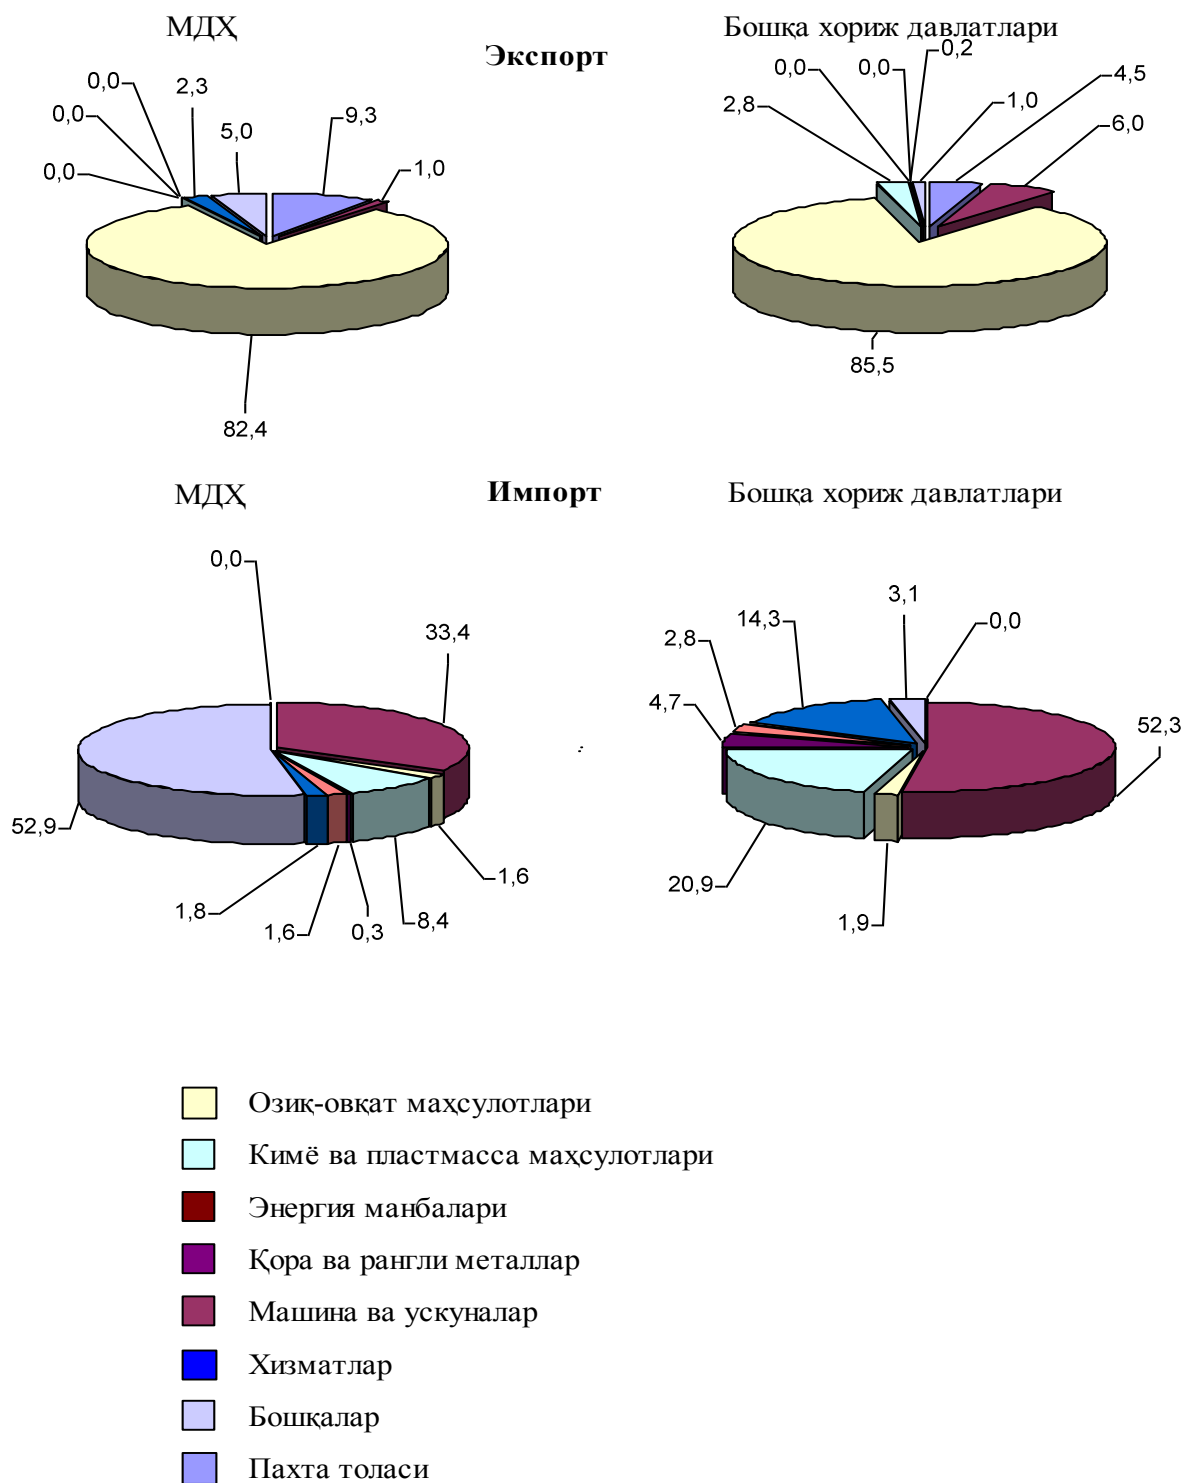 МДҲ
Экспорт
Бошқа хориж давлатлари
0,0
0,0
0,0
2,3
5,0
9,3
1,0
82,4
2,8
0,0
0,0
0,2
1,0
4,5
6,0
85,5
МДҲ
Импорт
Бошқа хориж давлатлари
0,0
33,4
52,9
1,8
1,6
0,3
8,4
1,6
:
4,7
2,8
14,3
3,1
0,0
52,3
20,9
1,9
Озиқ-овқат маҳсулотлари
Кимё ва пластмасса маҳсулотлари
Энергия манбалари
Қора ва рангли металлар
Машина ва ускуналар
Хизматлар
Бошқалар
Пахта толаси